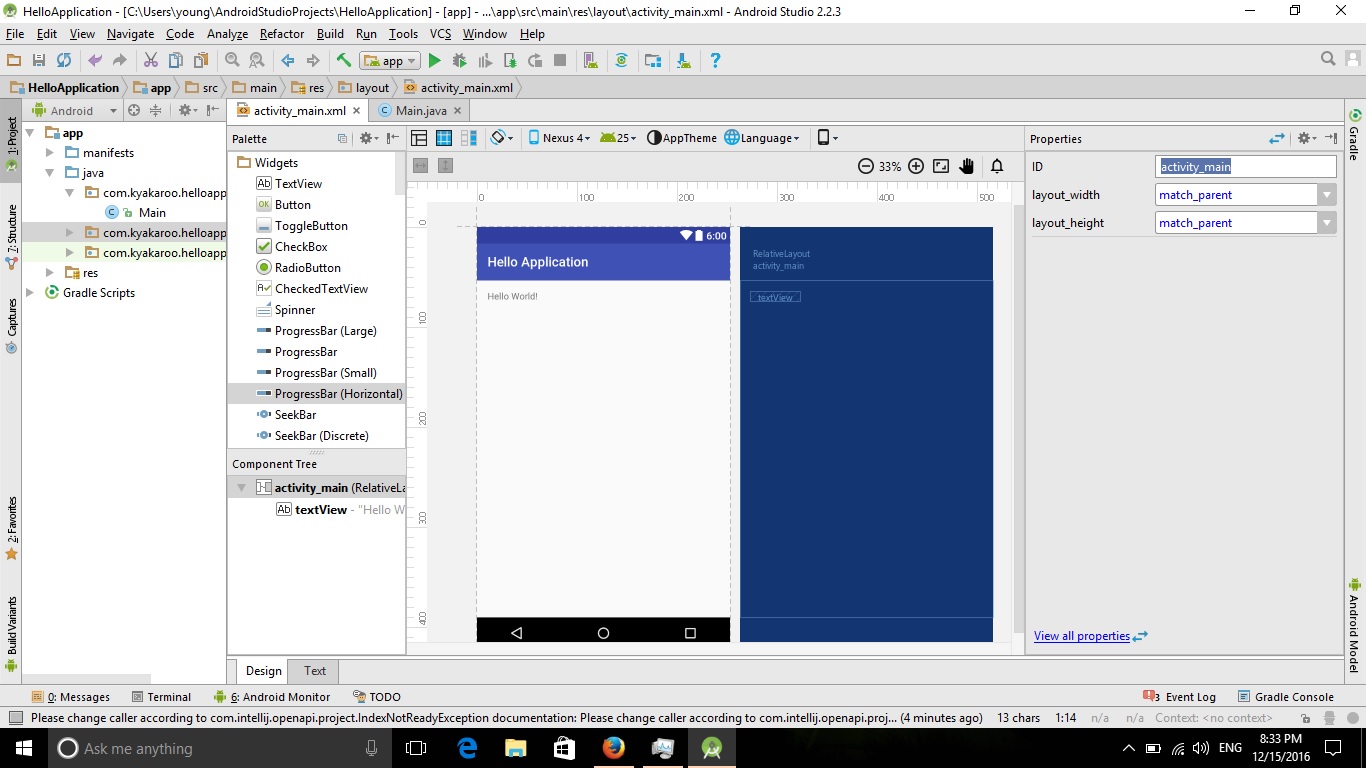 HelloApplication - [C:\Users\young\AndroidStudioProjects\HelloApplication] - [app] - ...\app\src\main\res\layout\activity_main.xml - Android Studio 2.2.3
File Edit View Navigate Code Analyze Refactor Build Run Tools VCS Window Help
app
HelloApplication app src main res layout activity_main.xml
1: Project
7: Structure
Captures
2: Favorites
Build Variants
Android
app
manifests
java
com.kyakaroo.helloapp
Main
com.kyakaroo.helloapp
com.kyakaroo.helloapp
res
Gradle Scripts
activity_main.xml Main.java
Palette
Widgets
Ab TextView
OK Button
ToggleButton
CheckBox
RadioButton
CheckedTextView
Spinner
ProgressBar (Large)
ProgressBar
ProgressBar (Small)
ProgressBar (Horizontal)
SeekBar
SeekBar (Discrete)
Component Tree
activity_main (RelativeLa
Ab textView - "Hello W
Nexus 4 25 AppTheme Language
33%
0 100 200 300 400 500
0
100
200
300
400
6:00
Hello Application
Hello World!
RelativeLayout
activity_main
textView
Properties
ID activity_main
layout_width match_parent
layout_height match_parent
View all properties
Gradle
Android Model
Design Text
0: Messages Terminal 6: Android Monitor TODO
3 Event Log Gradle Console
Please change caller according to com.intellij.openapi.project.IndexNotReadyException documentation: Please change caller according to com.intellij.openapi.proj... (4 minutes ago) 13 chars 1:14 n/a n/a Context: <no context>
Ask me anything
ENG
8:33 PM
12/15/2016